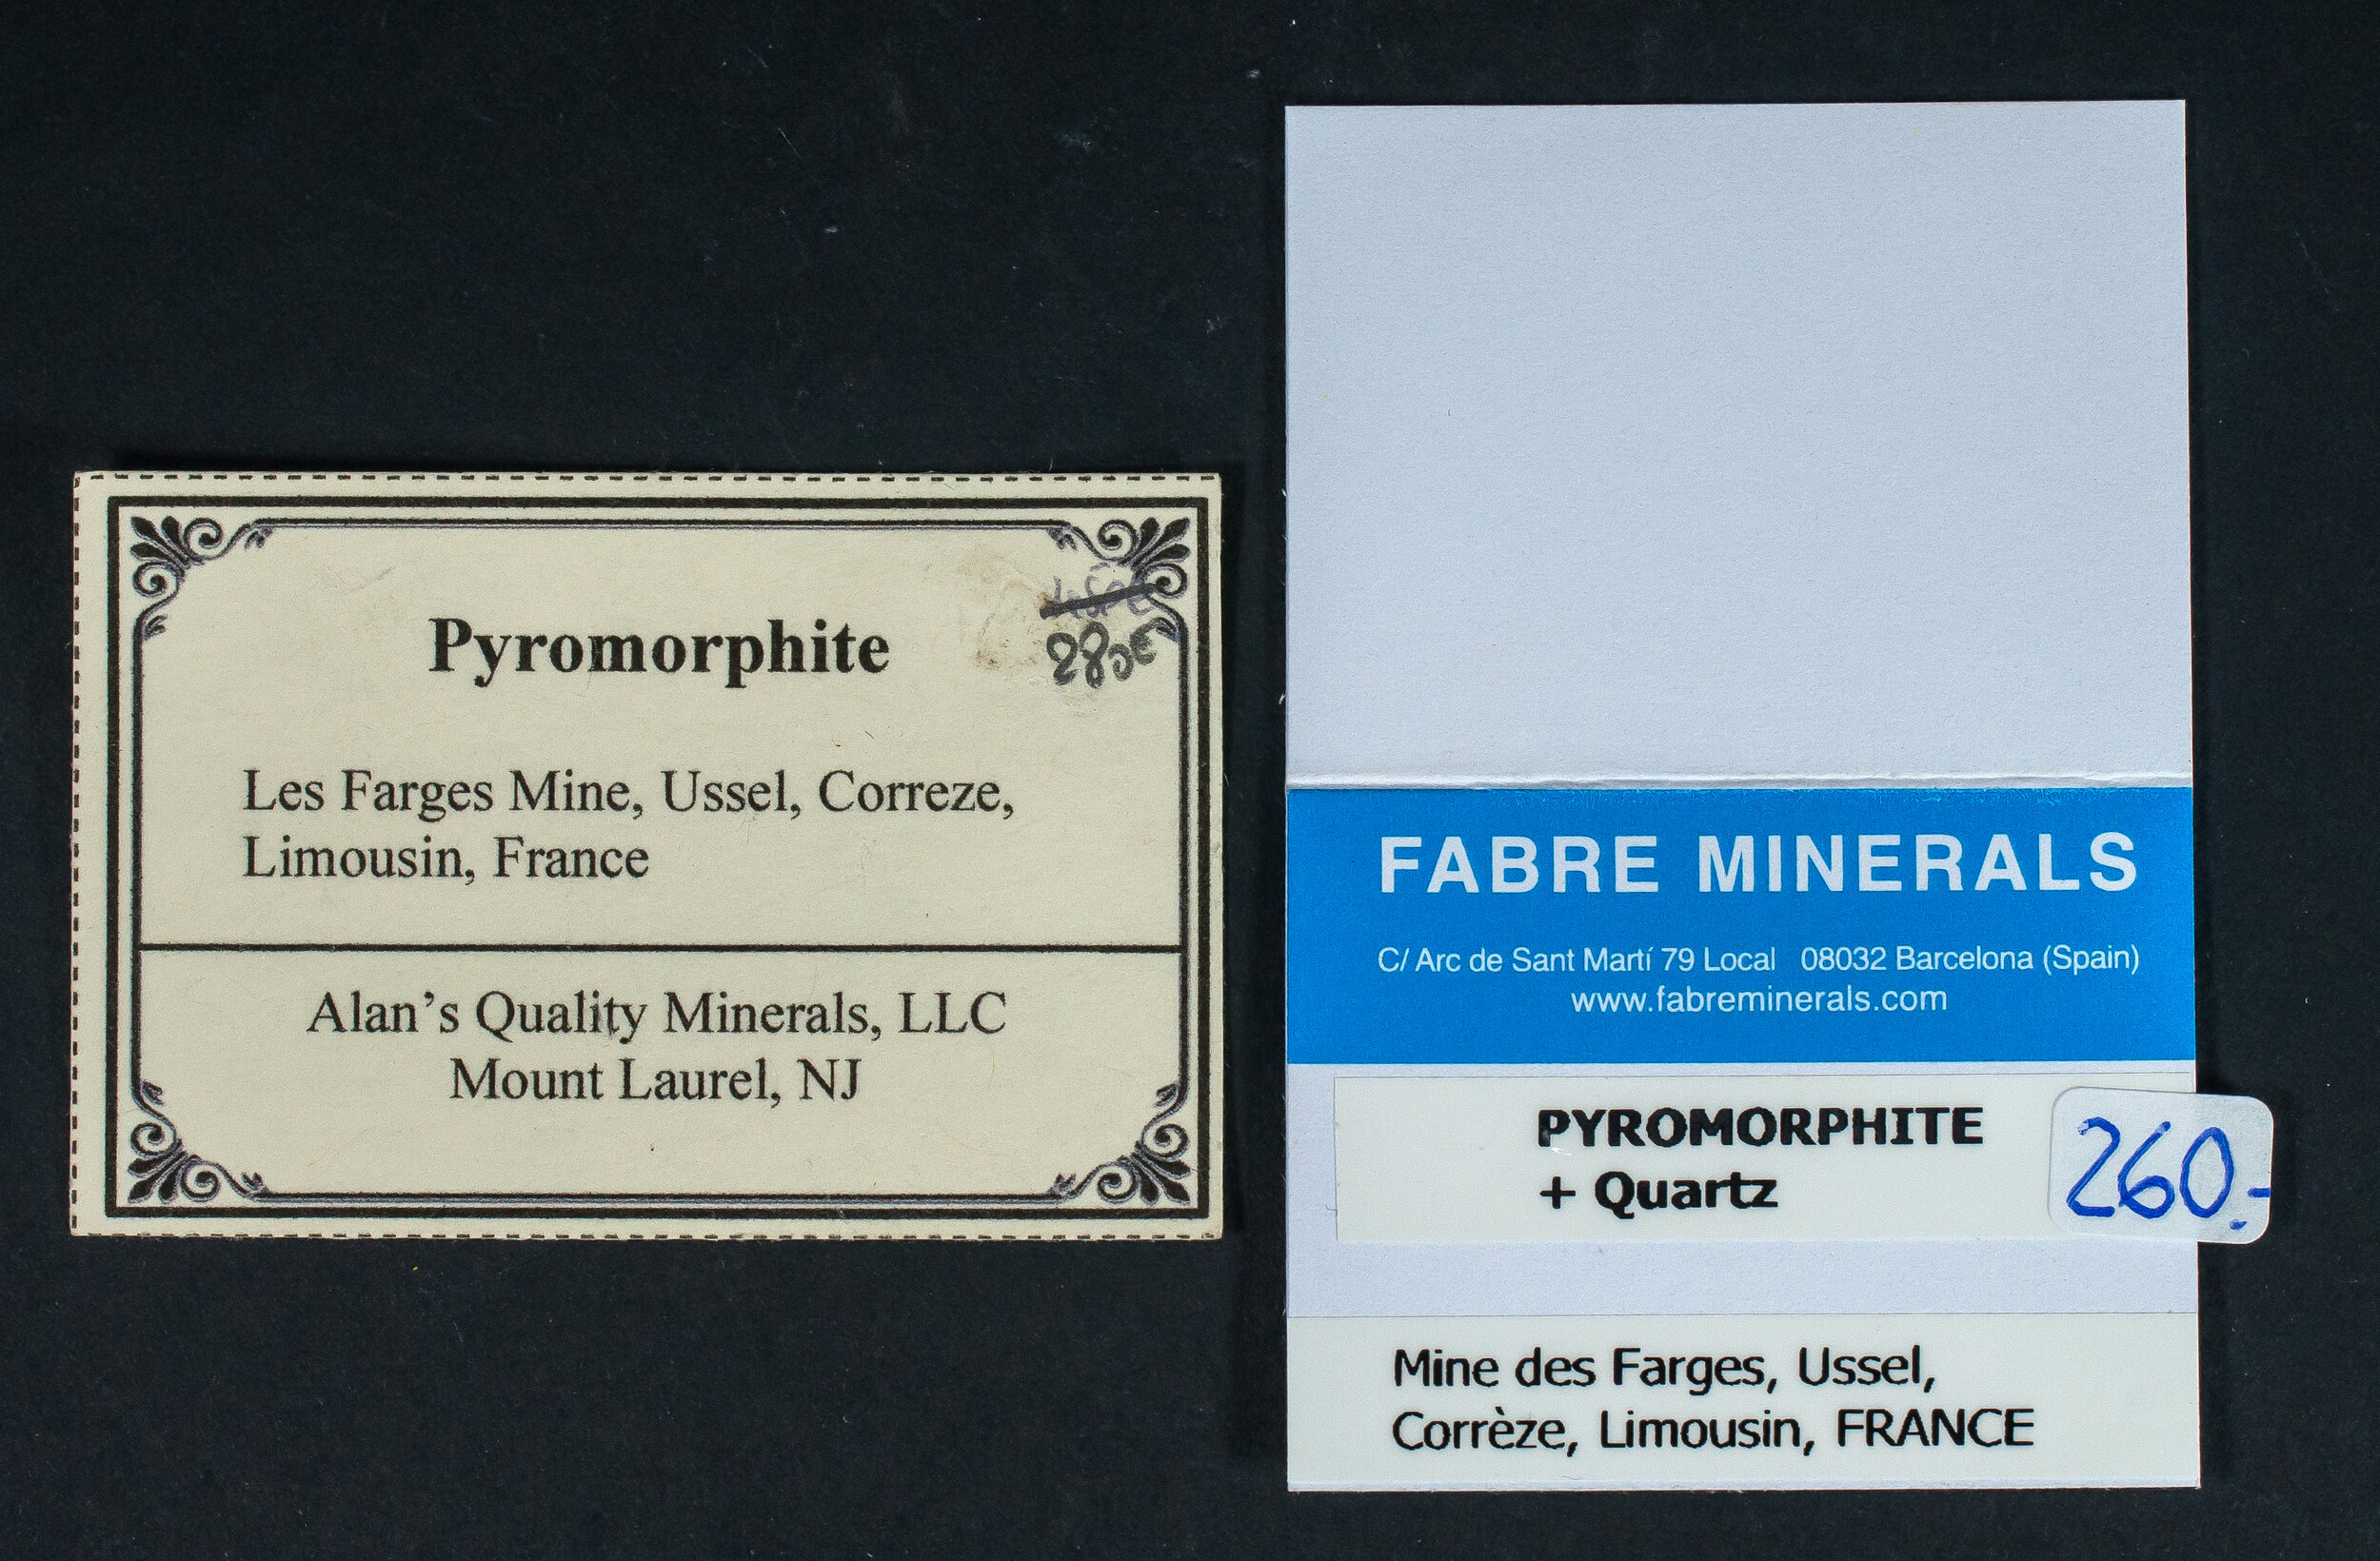 Pyromorphite
280€
Les Farges Mine, Ussel, Correze,
Limousin, France
Alan's Quality Minerals, LLC
Mount Laurel, NJ
FABRE MINERALS
C/ Arc de Sant Martí 79 Local 08032 Barcelona (Spain)
www.fabreminerals.com
PYROMORPHITE
+ Quartz
260.-
Mine des Farges, Ussel,
Corrèze, Limousin, FRANCE